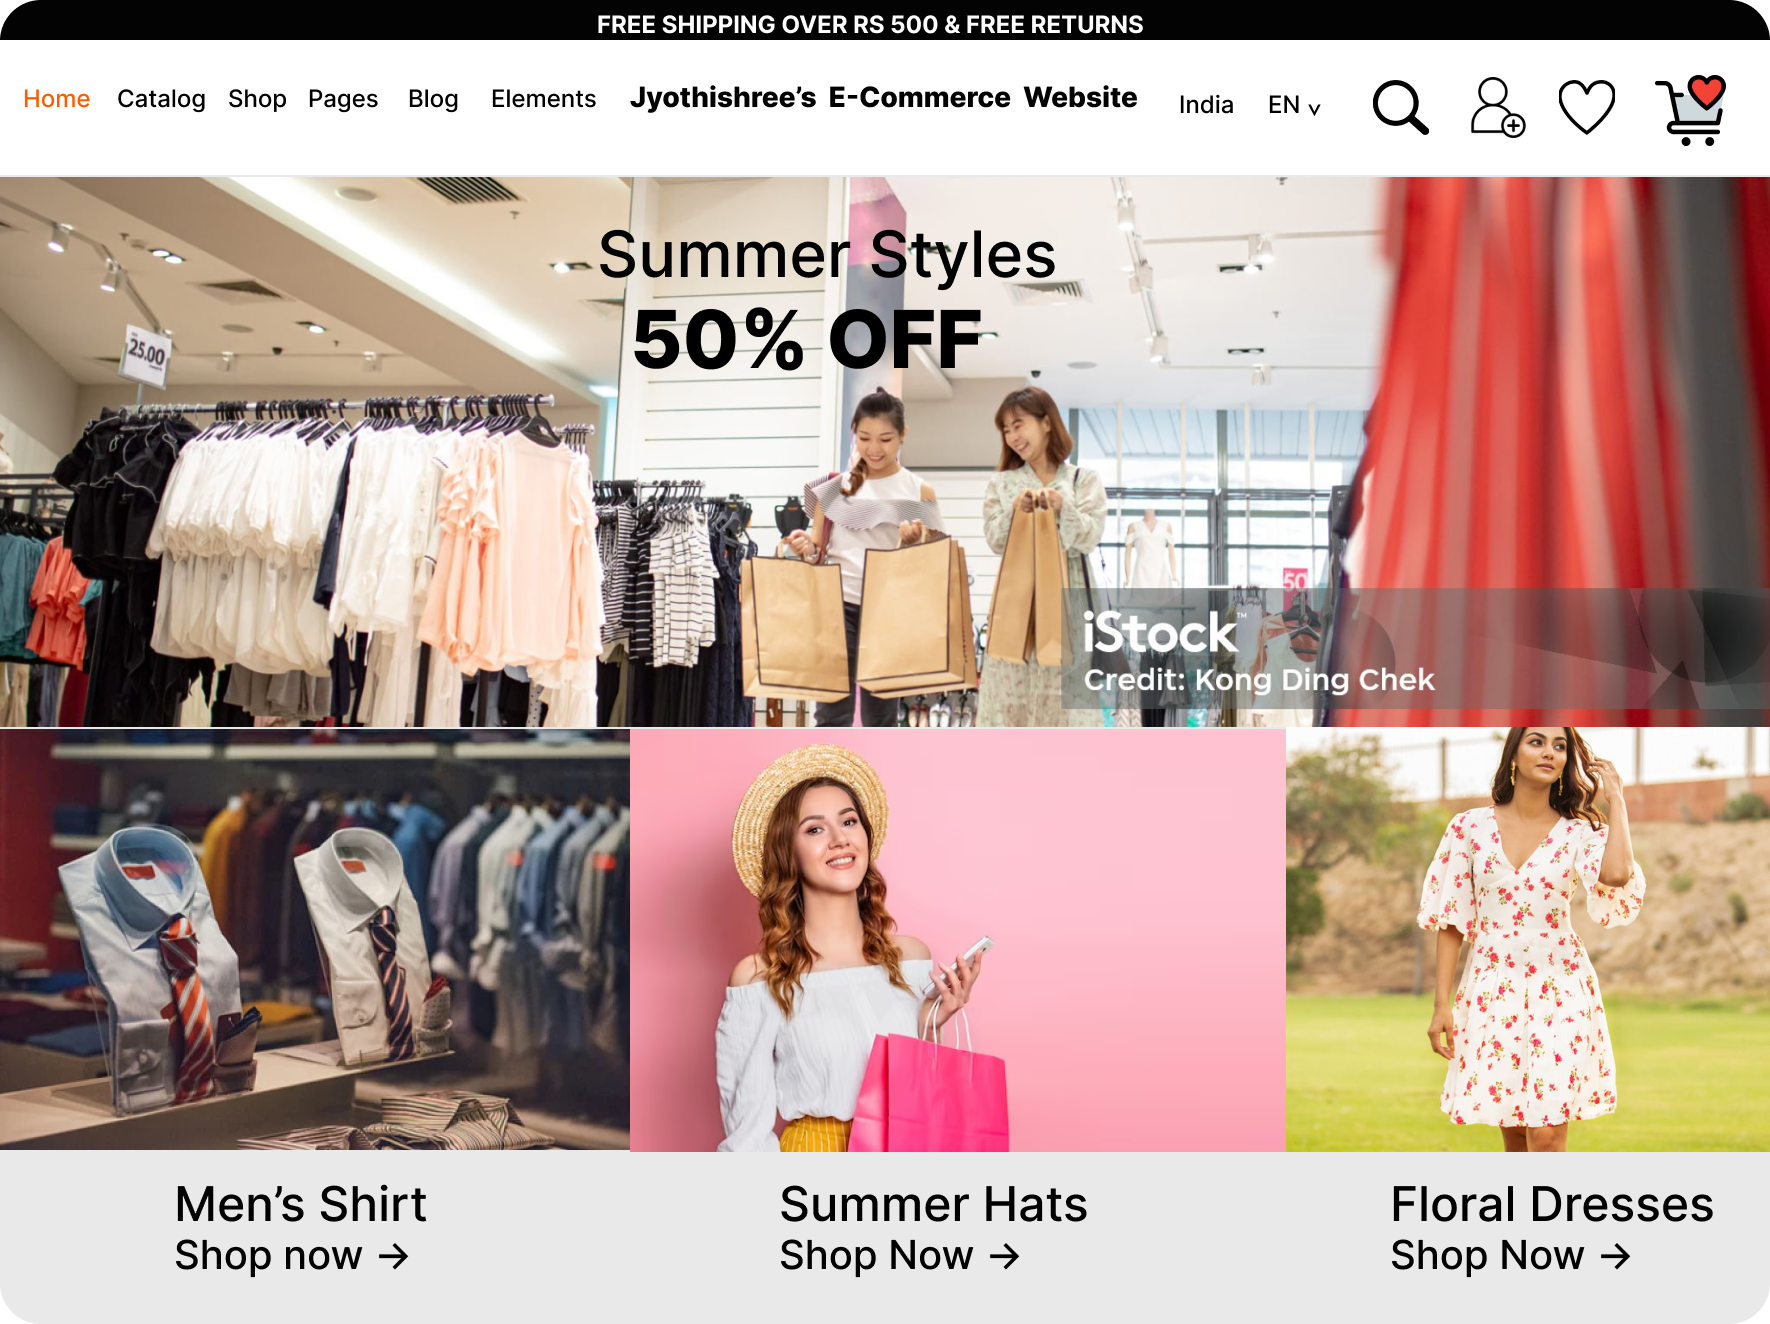 FREE SHIPPING OVER RS 500 & FREE RETURNS
Home Catalog Shop Pages Blog Elements Jyothishree’s E-Commerce Website India EN v
Summer Styles
50% OFF
25.00
50
iStock™
Credit: Kong Ding Chek
Men’s Shirt
Shop now →
Summer Hats
Shop Now →
Floral Dresses
Shop Now →